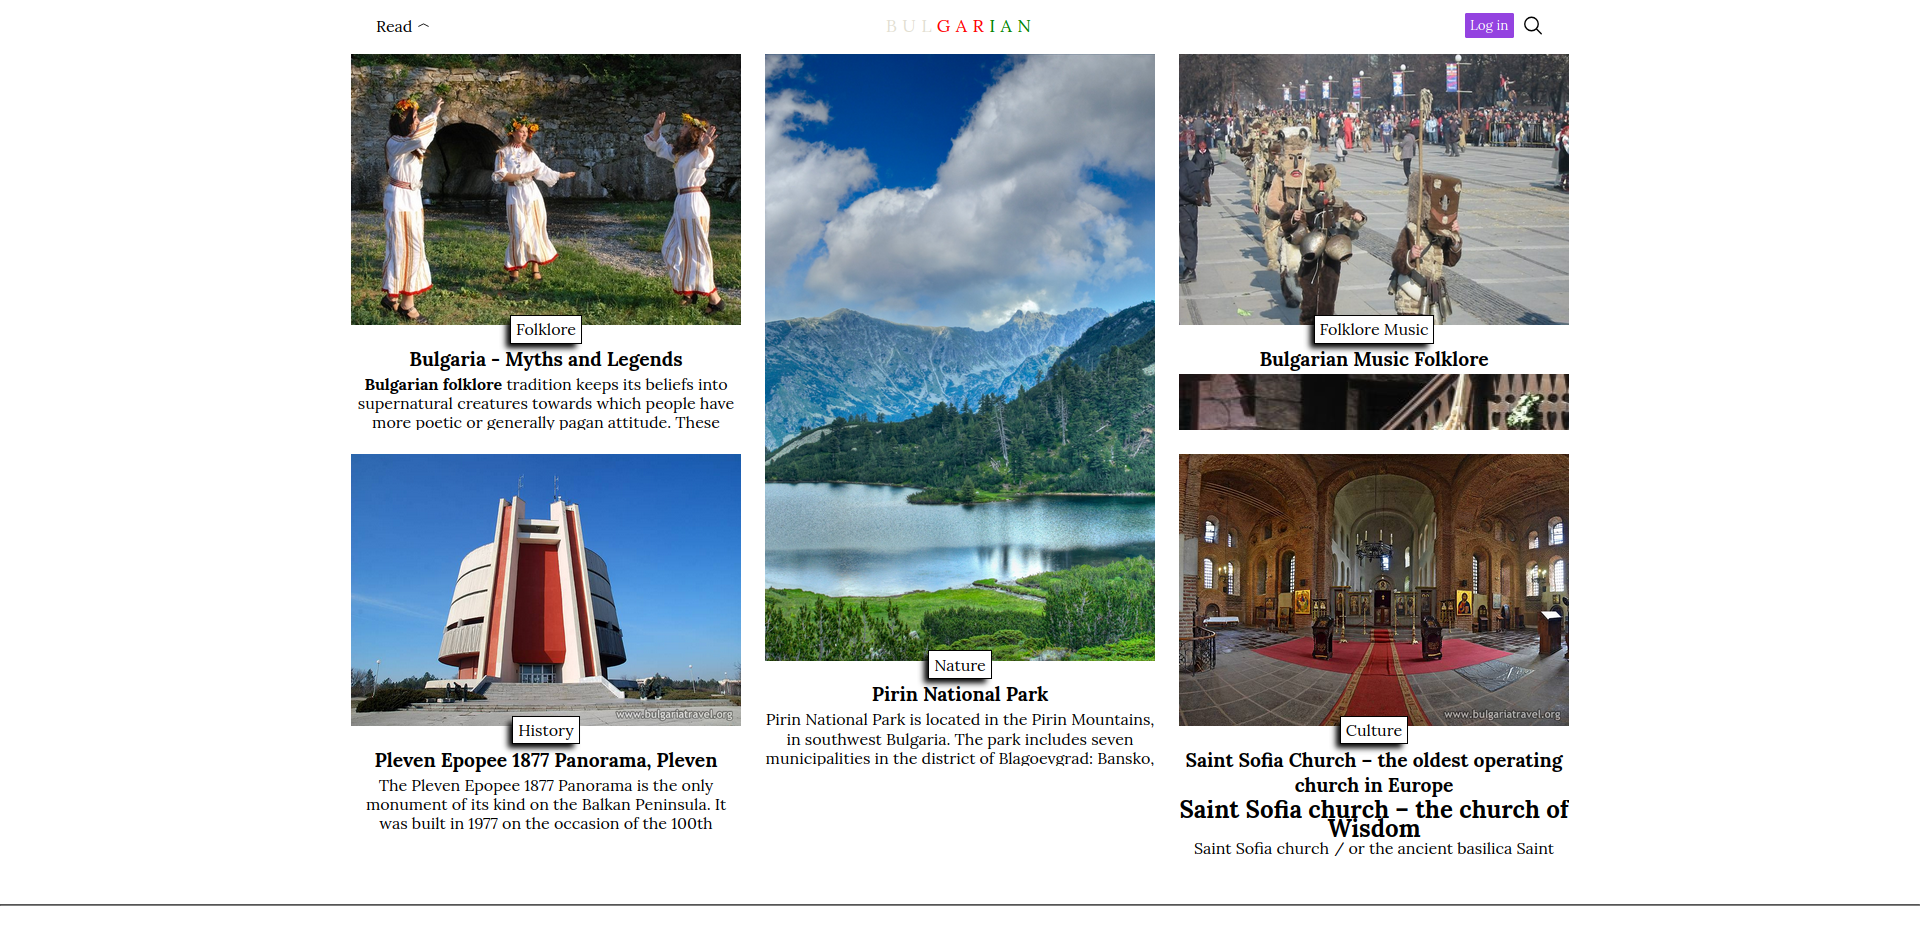 Read
BULGARIAN
Log in
Folklore
Bulgaria - Myths and Legends
Bulgarian folklore tradition keeps its beliefs into
supernatural creatures towards which people have
more poetic or generally pagan attitude. These
www.bulgariatravel.org
History
Pleven Epopee 1877 Panorama, Pleven
The Pleven Epopee 1877 Panorama is the only
monument of its kind on the Balkan Peninsula. It
was built in 1977 on the occasion of the 100th
Nature
Pirin National Park
Pirin National Park is located in the Pirin Mountains,
in southwest Bulgaria. The park includes seven
municipalities in the district of Blagoevgrad: Bansko,
Folklore Music
Bulgarian Music Folklore
www.bulgariatravel.org
Culture
Saint Sofia Church – the oldest operating
church in Europe
Saint Sofia church – the church of
Wisdom
Saint Sofia church / or the ancient basilica Saint